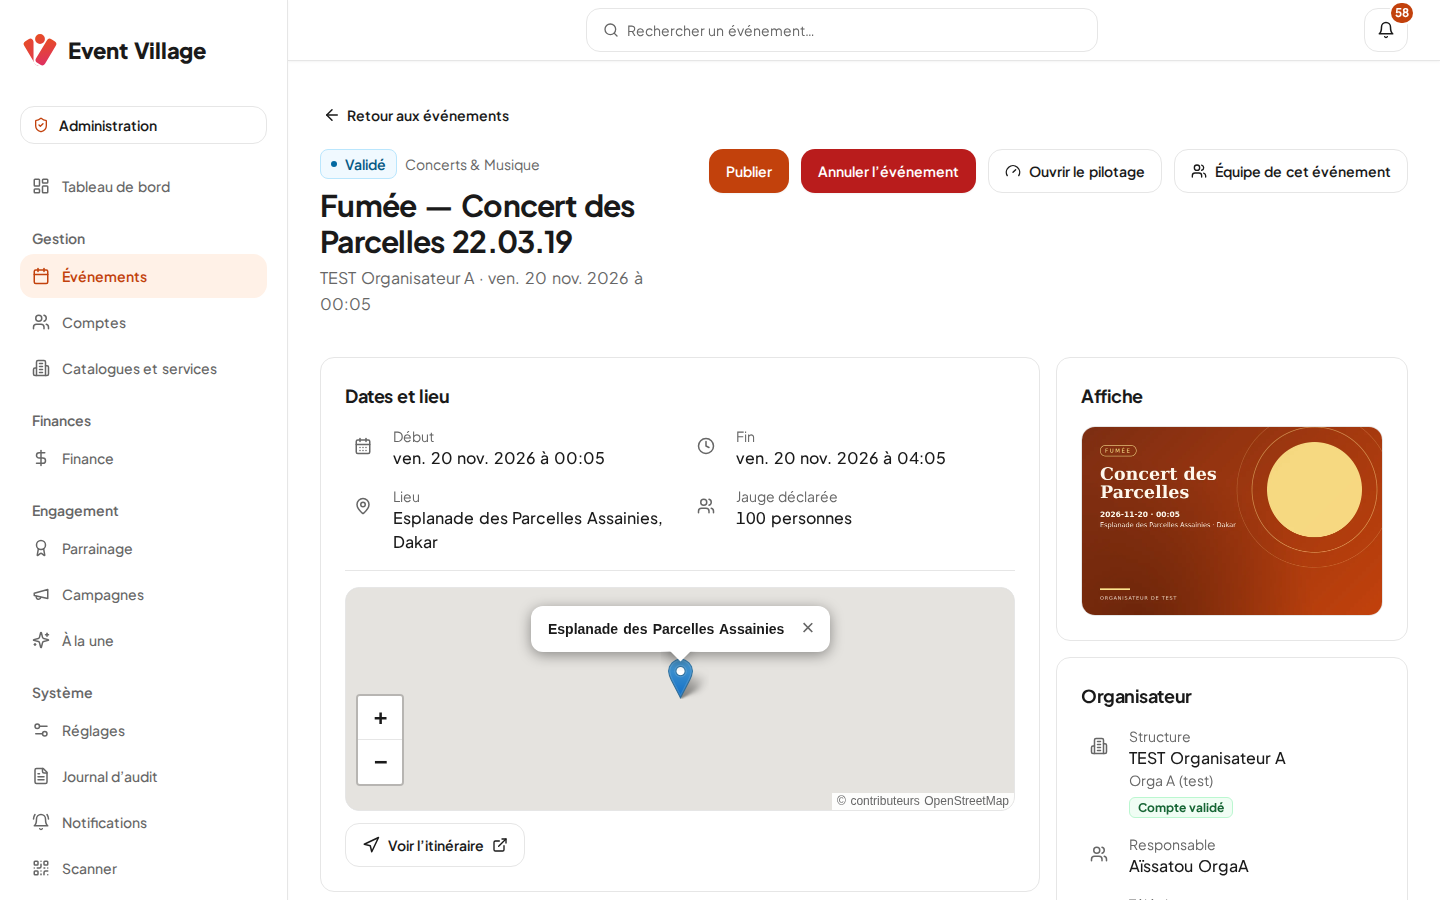 Event Village
Rechercher un événement…
58
Administration
Tableau de bord
Gestion
Événements
Comptes
Catalogues et services
Finances
Finance
Engagement
Parrainage
Campagnes
À la une
Système
Réglages
Journal d’audit
Notifications
Scanner
Retour aux événements
Validé
Concerts & Musique
Fumée — Concert des
Parcelles 22.03.19
TEST Organisateur A · ven. 20 nov. 2026 à
00:05
Publier
Annuler l’événement
Ouvrir le pilotage
Équipe de cet événement
Dates et lieu
Début
ven. 20 nov. 2026 à 00:05
Fin
ven. 20 nov. 2026 à 04:05
Lieu
Esplanade des Parcelles Assainies,
Dakar
Jauge déclarée
100 personnes
Esplanade des Parcelles Assainies
×
+
−
© contributeurs OpenStreetMap
Voir l’itinéraire
Affiche
FUMÉE
Concert des
Parcelles
2026-11-20 · 00:05
Esplanade des Parcelles Assainies · Dakar
ORGANISATEUR DE TEST
Organisateur
Structure
TEST Organisateur A
Orga A (test)
Compte validé
Responsable
Aïssatou OrgaA